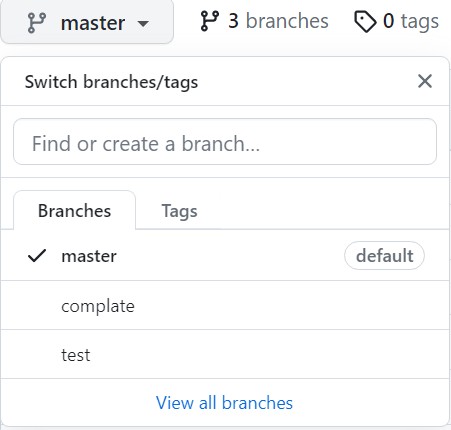 master 3 branches 0 tags
Switch branches/tags
Find or create a branch...
Branches Tags
master default
complate
test
View all branches